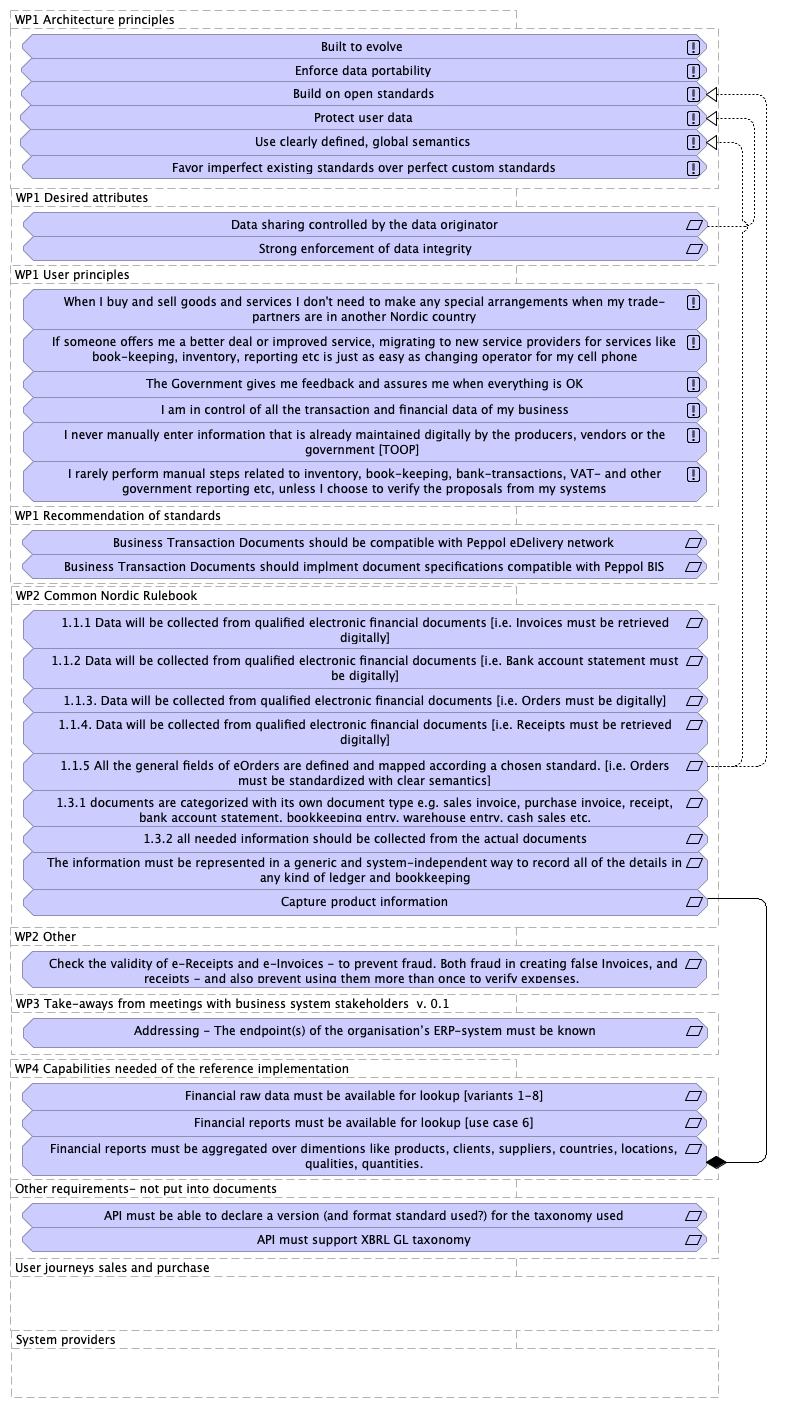 WP1 Architecture principles
Built to evolve
Enforce data portability
Build on open standards
Protect user data
Use clearly defined, global semantics
Favor imperfect existing standards over perfect custom standards
WP1 Desired attributes
Data sharing controlled by the data originator
Strong enforcement of data integrity
WP1 User principles
When I buy and sell goods and services I don't need to make any special arrangements when my trade-
partners are in another Nordic country
If someone offers me a better deal or improved service, migrating to new service providers for services like
book-keeping, inventory, reporting etc is just as easy as changing operator for my cell phone
The Government gives me feedback and assures me when everything is OK
I am in control of all the transaction and financial data of my business
I never manually enter information that is already maintained digitally by the producers, vendors or the
government [TOOP]
I rarely perform manual steps related to inventory, book-keeping, bank-transactions, VAT- and other
government reporting etc, unless I choose to verify the proposals from my systems
WP1 Recommendation of standards
Business Transaction Documents should be compatible with Peppol eDelivery network
Business Transaction Documents should implment document specifications compatible with Peppol BIS
WP2 Common Nordic Rulebook
1.1.1 Data will be collected from qualified electronic financial documents [i.e. Invoices must be retrieved
digitally]
1.1.2 Data will be collected from qualified electronic financial documents [i.e. Bank account statement must
be digitally]
1.1.3. Data will be collected from qualified electronic financial documents [i.e. Orders must be digitally]
1.1.4. Data will be collected from qualified electronic financial documents [i.e. Receipts must be retrieved
digitally]
1.1.5 All the general fields of eOrders are defined and mapped according a chosen standard. [i.e. Orders
must be standardized with clear semantics]
1.3.1 documents are categorized with its own document type e.g. sales invoice, purchase invoice, receipt,
bank account statement, bookkeeping entry, warehouse entry, cash sales etc.
1.3.2 all needed information should be collected from the actual documents
The information must be represented in a generic and system-independent way to record all of the details in
any kind of ledger and bookkeeping
Capture product information
WP2 Other
Check the validity of e-Receipts and e-Invoices - to prevent fraud. Both fraud in creating false Invoices, and
receipts - and also prevent using them more than once to verify expenses.
WP3 Take-aways from meetings with business system stakeholders v. 0.1
Addressing - The endpoint(s) of the organisation's ERP-system must be known
WP4 Capabilities needed of the reference implementation
Financial raw data must be available for lookup [variants 1-8]
Financial reports must be available for lookup [use case 6]
Financial reports must be aggregated over dimentions like products, clients, suppliers, countries, locations,
qualities, quantities.
Other requirements- not put into documents
API must be able to declare a version (and format standard used?) for the taxonomy used
API must support XBRL GL taxonomy
User journeys sales and purchase
System providers